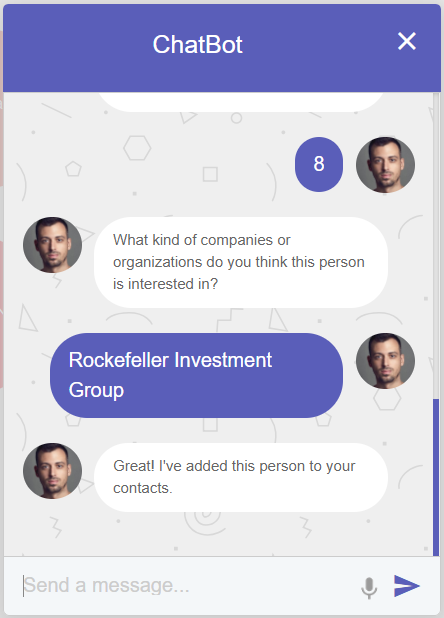 ChatBot
8
What kind of companies or
organizations do you think this person
is interested in?
Rockefeller Investment
Group
Great! I've added this person to your
contacts.
Send a message...